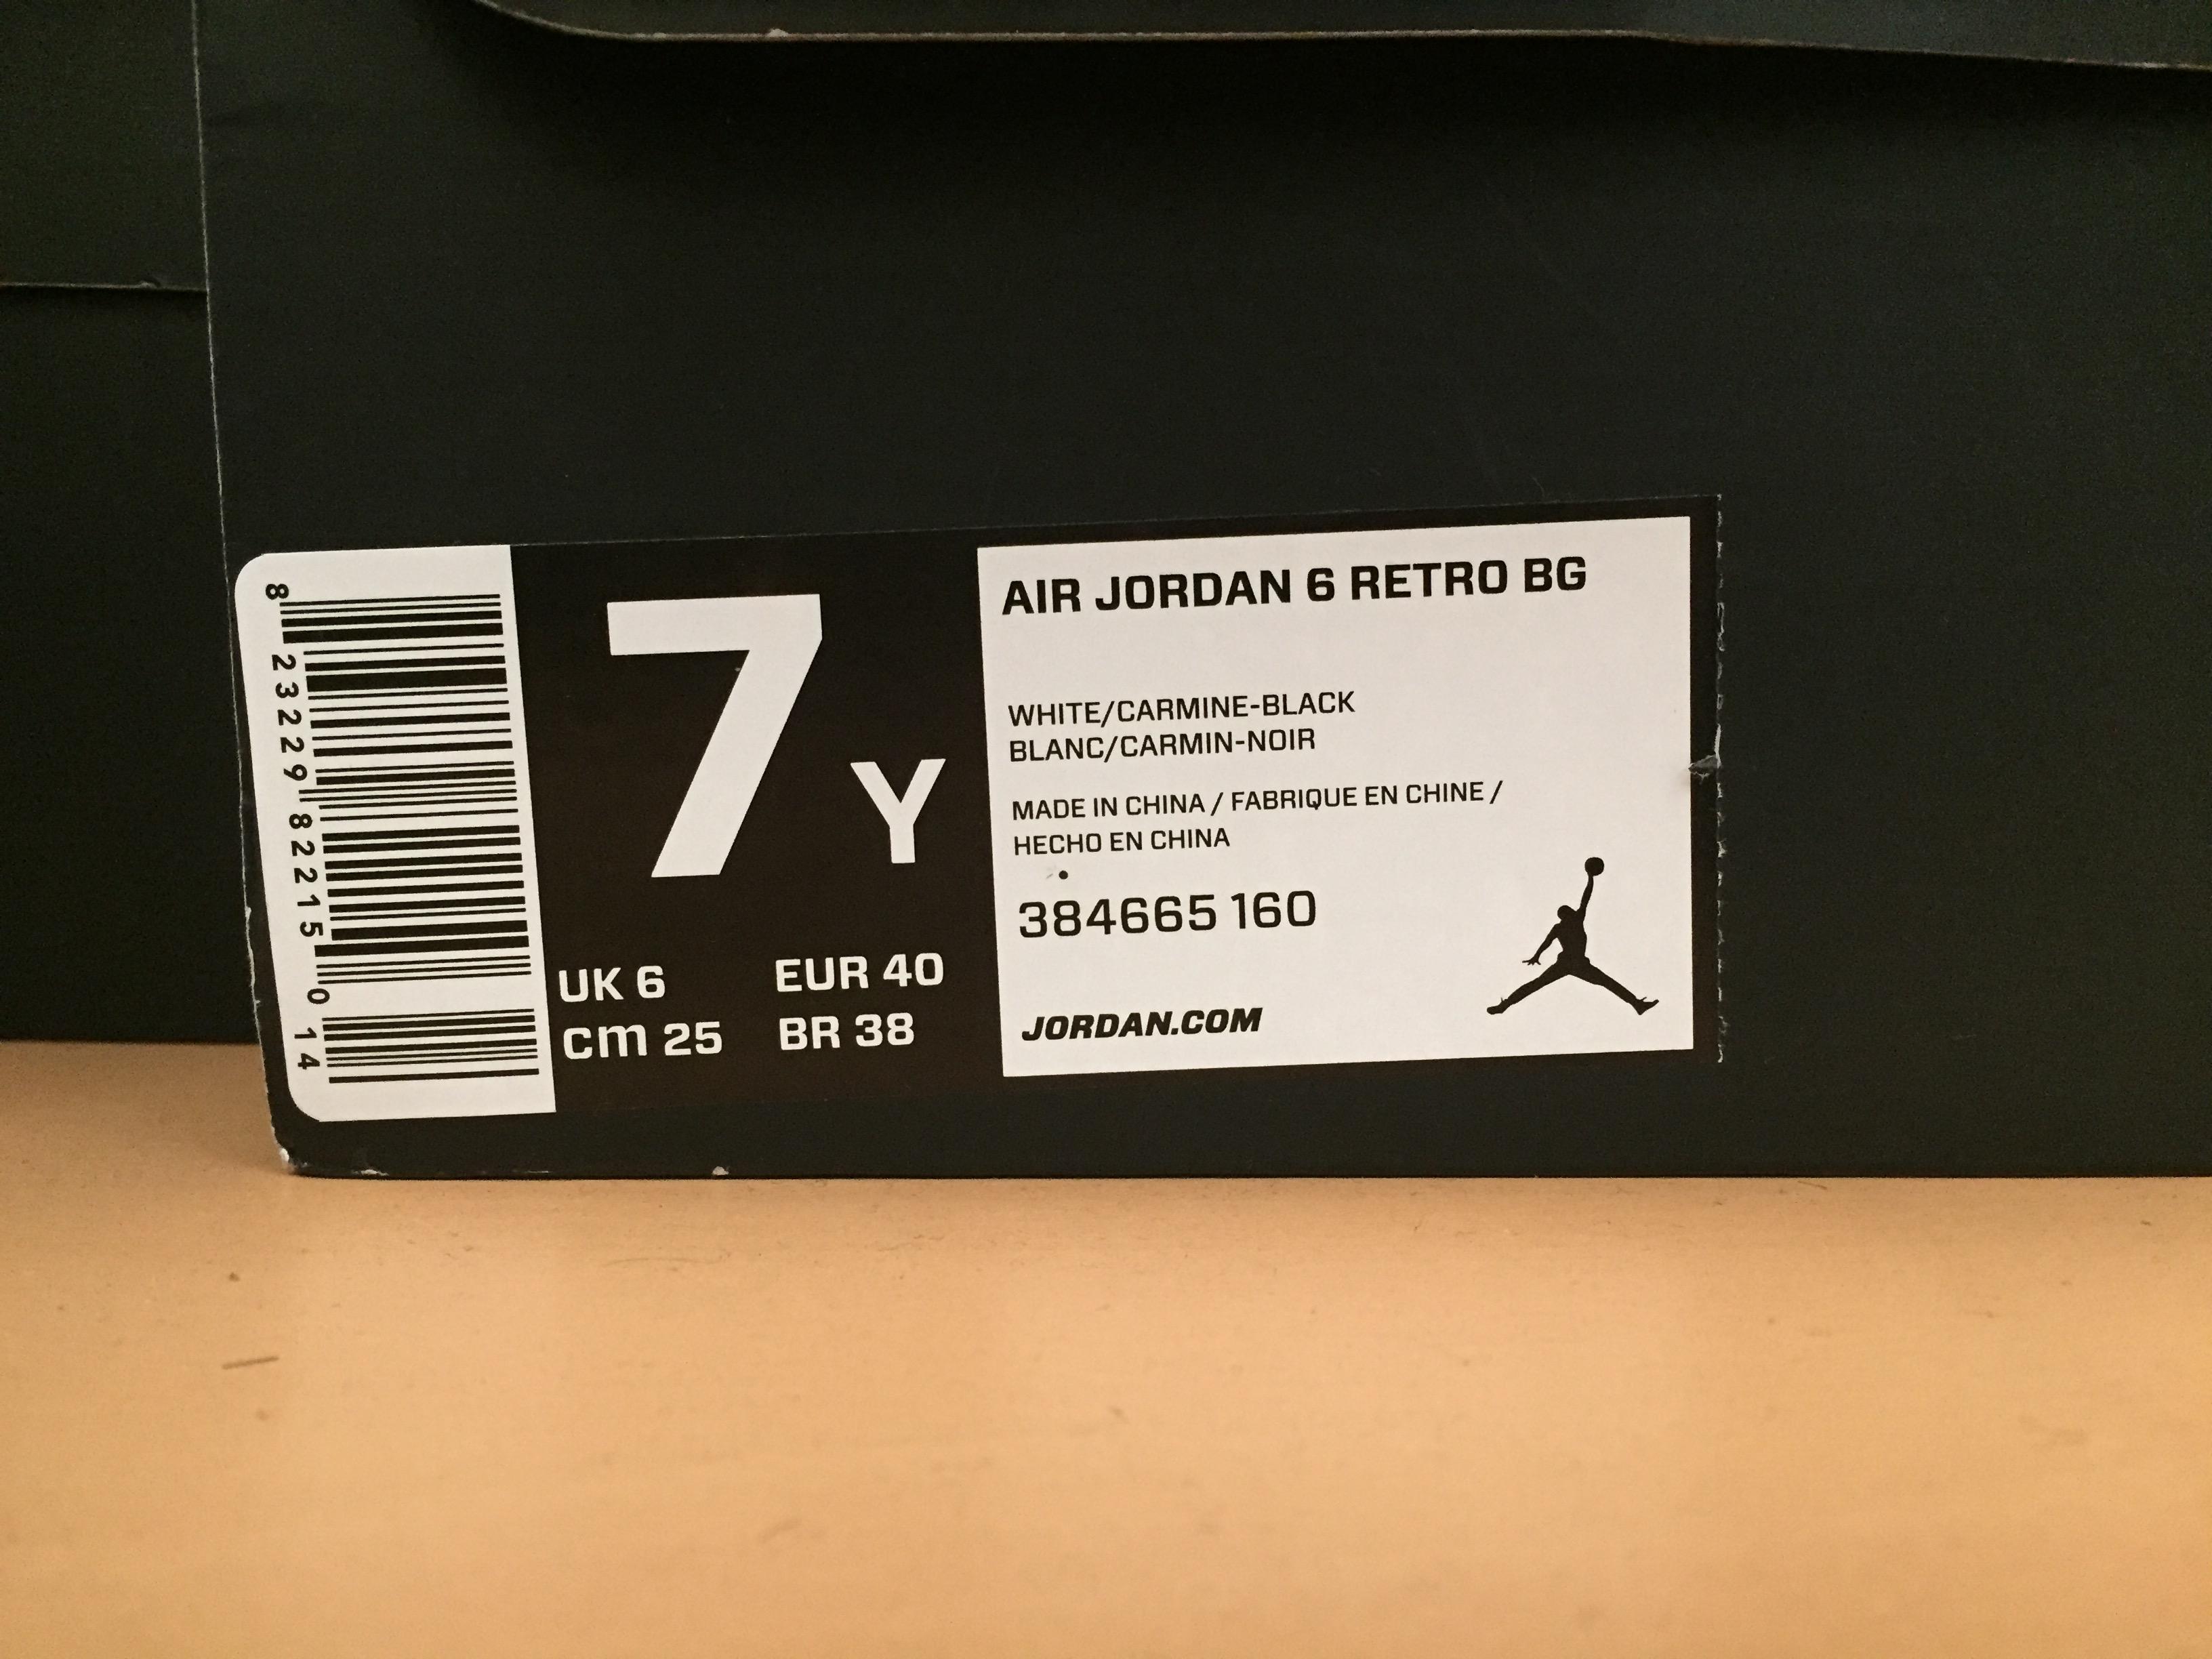 8 23229 82215 0 14
7 Y
UK 6 EUR 40
cm 25 BR 38
AIR JORDAN 6 RETRO BG
WHITE/CARMINE-BLACK
BLANC/CARMIN-NOIR
MADE IN CHINA / FABRIQUE EN CHINE /
HECHO EN CHINA
384665 160
JORDAN.COM